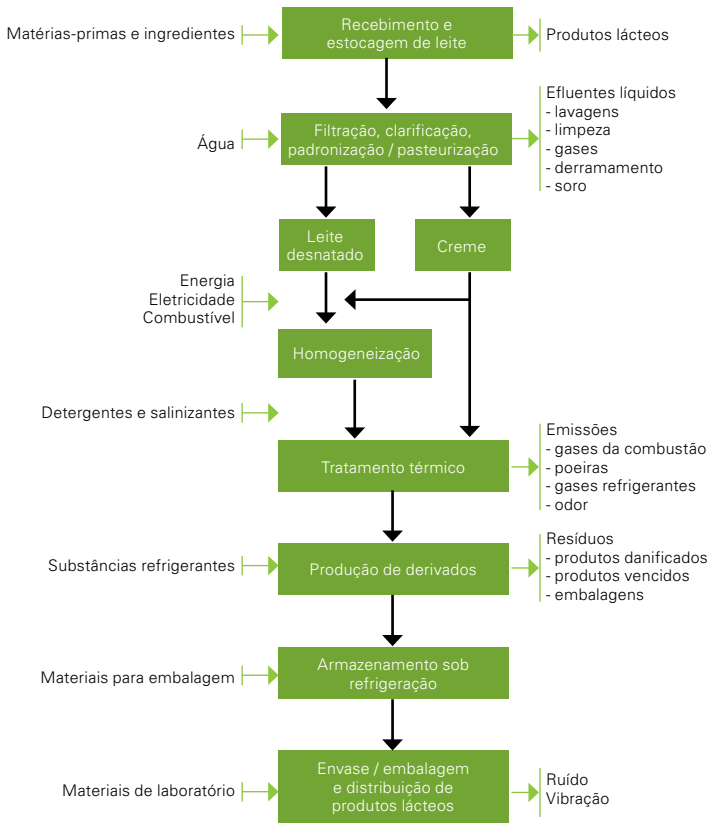 Matérias-primas e ingredientes
Recebimento e
estocagem de leite
Produtos lácteos
Água
Filtração, clarificação,
padronização / pasteurização
Efluentes líquidos
- lavagens
- limpeza
- gases
- derramamento
- soro
Leite
desnatado
Creme
Energia
Eletricidade
Combustível
Homogeneização
Detergentes e salinizantes
Tratamento térmico
Emissões
- gases da combustão
- poeiras
- gases refrigerantes
- odor
Substâncias refrigerantes
Produção de derivados
Resíduos
- produtos danificados
- produtos vencidos
- embalagens
Materiais para embalagem
Armazenamento sob
refrigeração
Materiais de laboratório
Envase / embalagem
e distribuição de
produtos lácteos
Ruído
Vibração